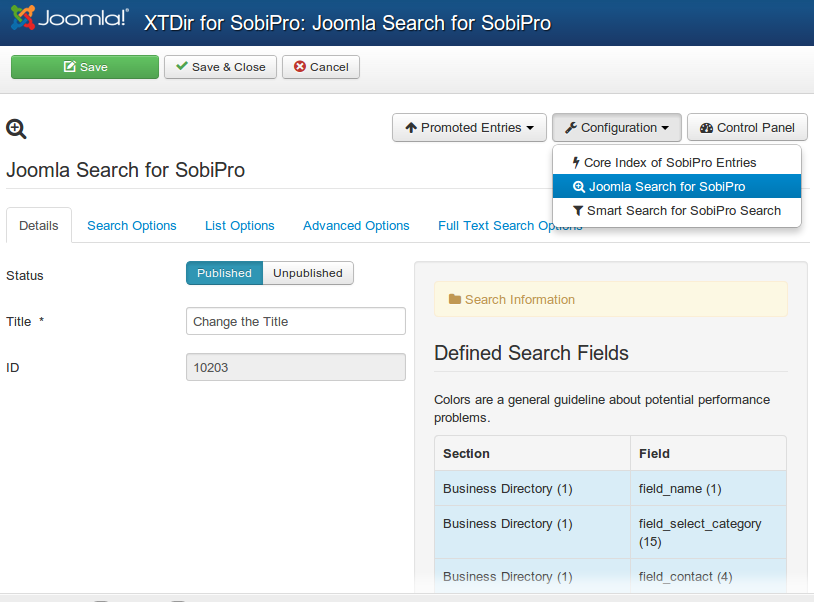 Joomla!® XTDir for SobiPro: Joomla Search for SobiPro
Save Save & Close Cancel
Promoted Entries Configuration Control Panel
Core Index of SobiPro Entries
Joomla Search for SobiPro
Smart Search for SobiPro Search
Joomla Search for SobiPro
Details Search Options List Options Advanced Options Full Text Search Options
Status Published Unpublished
Title * Change the Title
ID 10203
Search Information
Defined Search Fields
Colors are a general guideline about potential performance
problems.
Section Field
Business Directory (1) field_name (1)
Business Directory (1) field_select_category
(15)
Business Directory (1) field_contact (4)